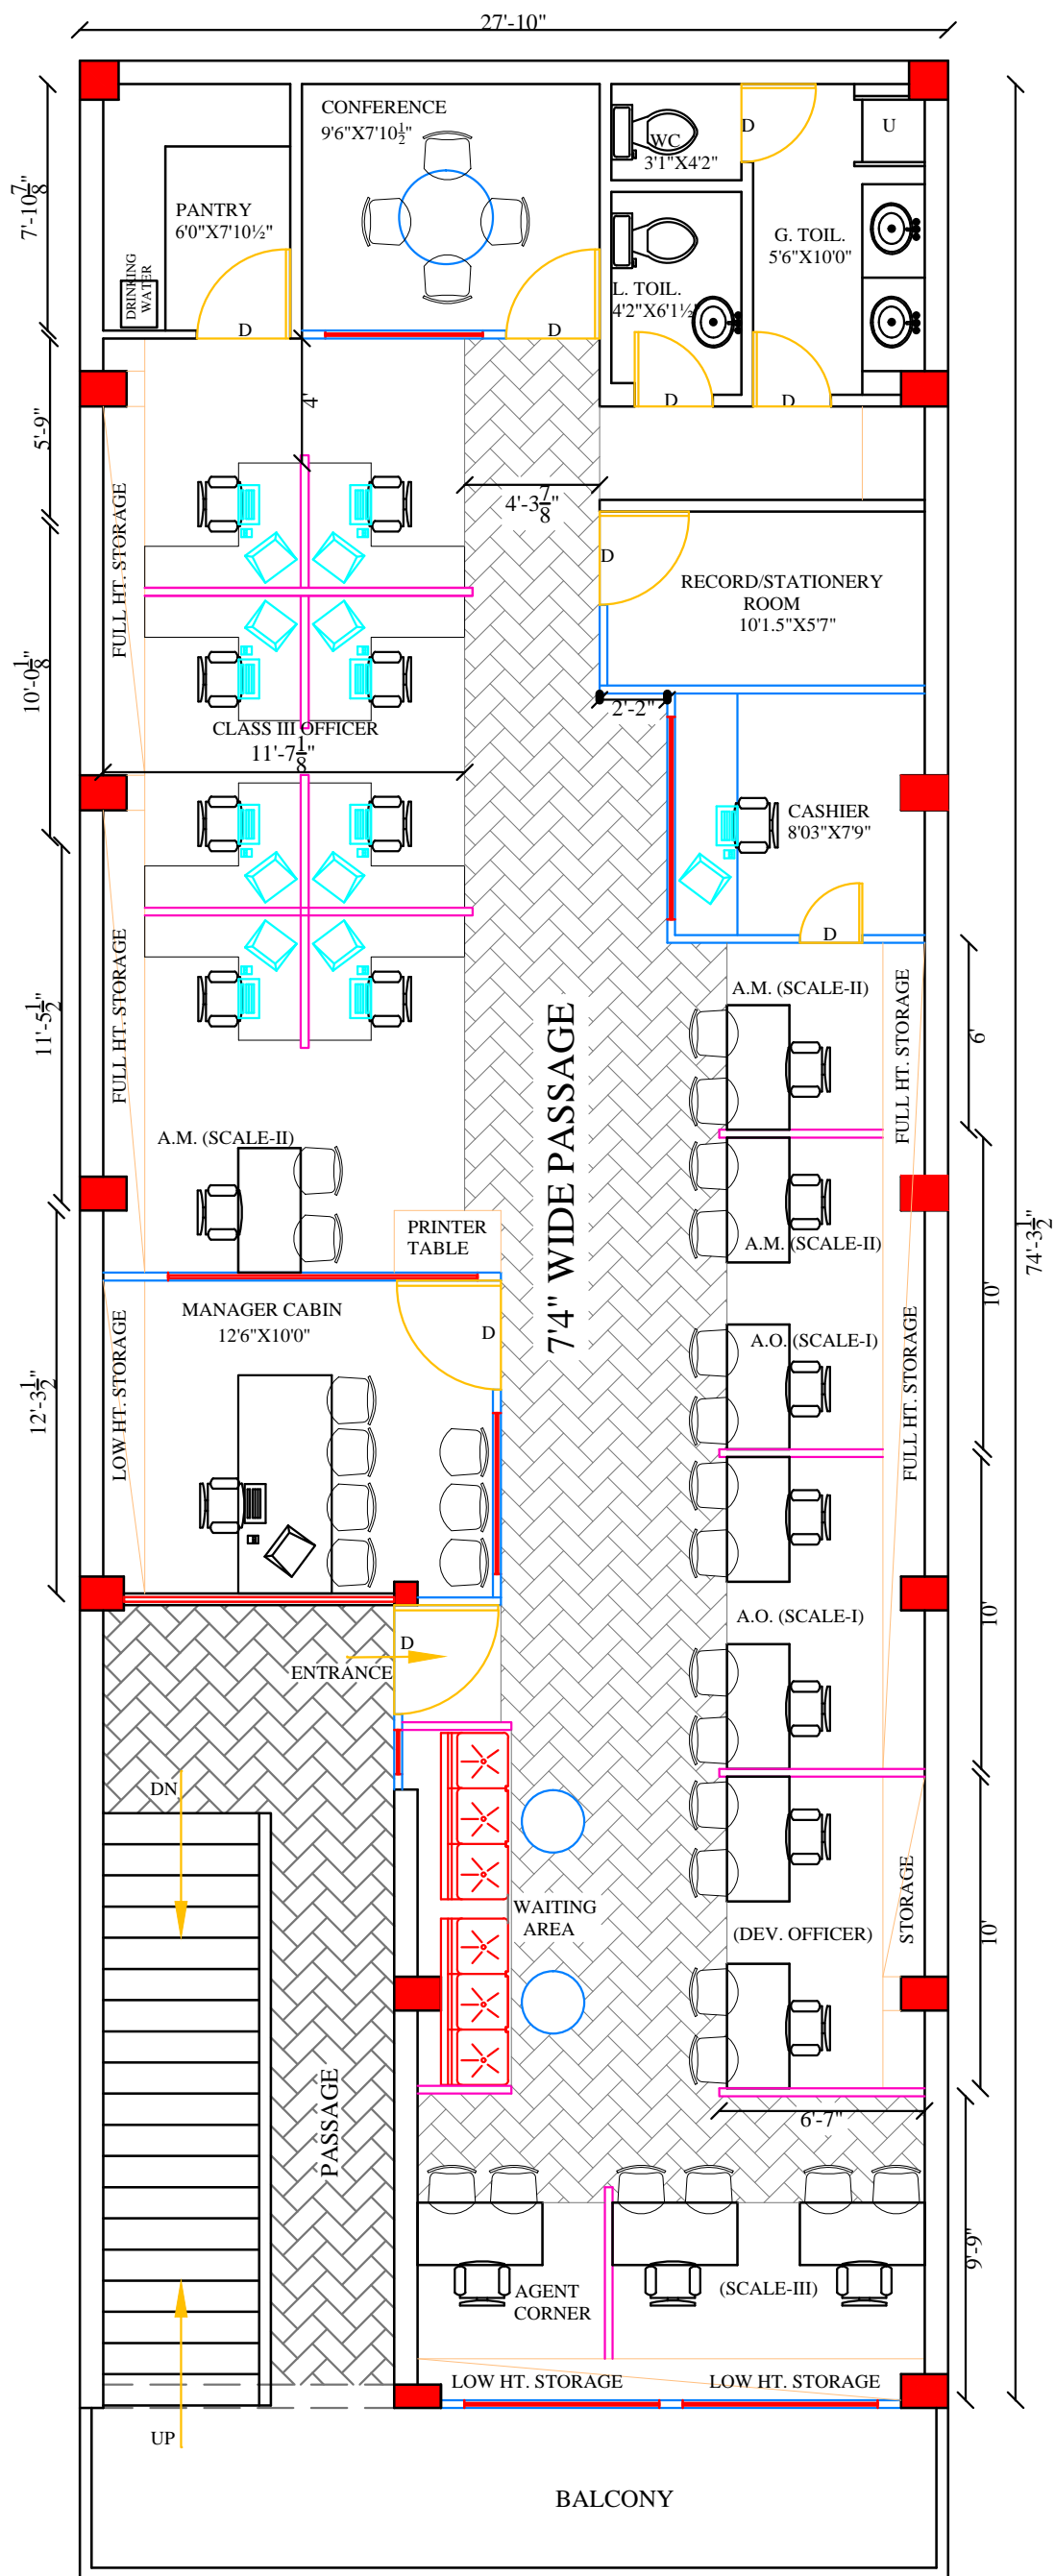 27'-10"
CONFERENCE
9'6"X7'10½"
WC
3'1"X4'2"
D
U
7'-10⅞"
PANTRY
6'0"X7'10½"
G. TOIL.
5'6"X10'0"
DRINKING
WATER
L. TOIL.
4'2"X6'1½"
D
D
D
D
5'-9"
4'
4'-3⅞"
FULL HT. STORAGE
D
RECORD/STATIONERY
ROOM
10'1.5"X5'7"
10'-0⅛"
2'-2"
CLASS III OFFICER
11'-7⅛"
CASHIER
8'03"X7'9"
D
11'-5½"
FULL HT. STORAGE
A.M. (SCALE-II)
FULL HT. STORAGE
6'
7'4" WIDE PASSAGE
A.M. (SCALE-II)
PRINTER
TABLE
A.M. (SCALE-II)
74'-3½"
10'
MANAGER CABIN
12'6"X10'0"
D
A.O. (SCALE-I)
LOW HT. STORAGE
FULL HT. STORAGE
12'-3½"
A.O. (SCALE-I)
10'
D
ENTRANCE
DN
WAITING
AREA
STORAGE
(DEV. OFFICER)
10'
PASSAGE
6'-7"
9'-9"
AGENT
CORNER
(SCALE-III)
LOW HT. STORAGE
LOW HT. STORAGE
UP
BALCONY